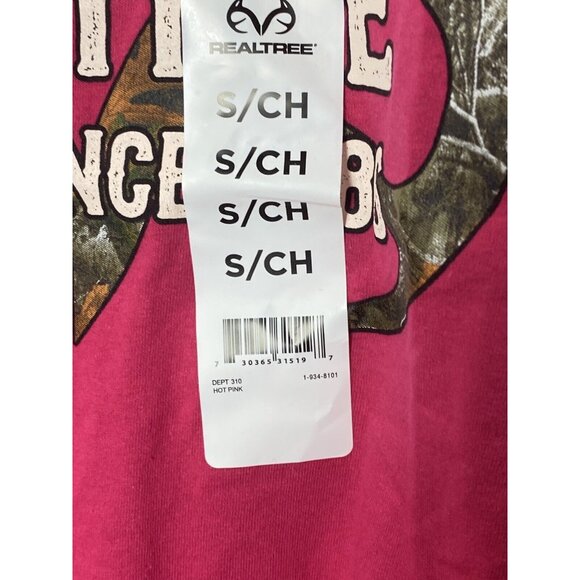 REALTREE
S/CH
S/CH
S/CH
S/CH
7 30365 31519 7
DEPT 310 1-934-8101
HOT PINK